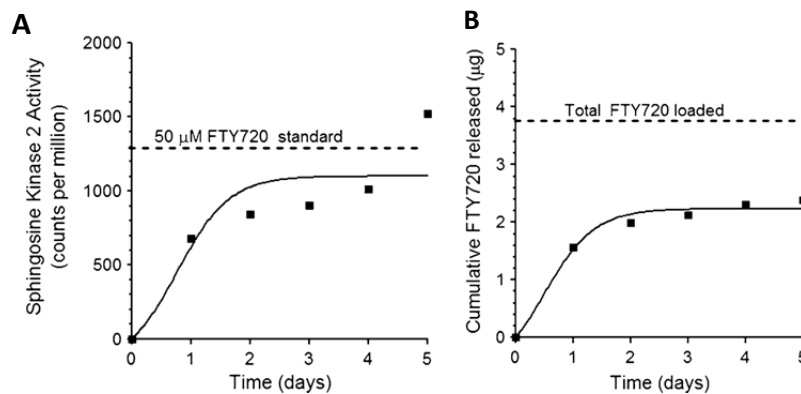 A
Sphingosine Kinase 2 Activity
(counts per million)
2000
1500
1000
500
0
50 μM FTY720 standard
0 1 2 3 4 5
Time (days)
B
Cumulative FTY720 released (μg)
5
4
3
2
1
0
Total FTY720 loaded
0 1 2 3 4 5
Time (days)